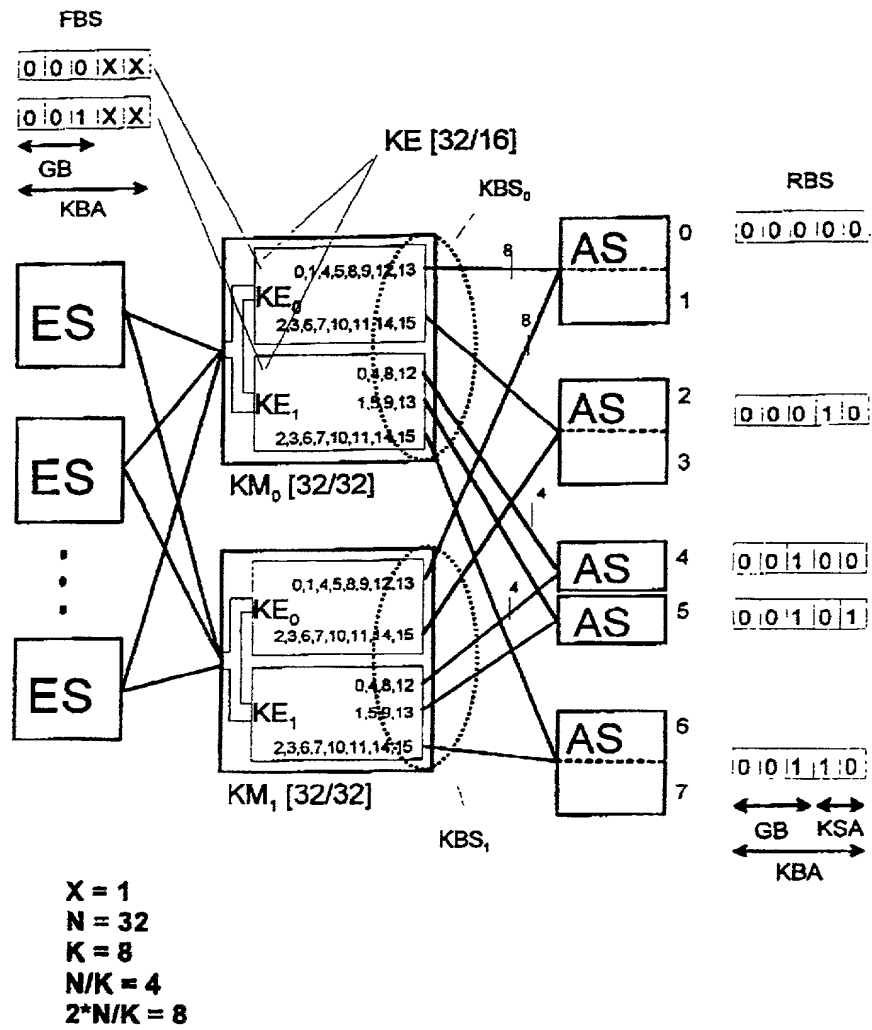 FBS
0 0 0 X X
0 0 1 X X
GB
KBA
KE [32/16]
KBS₀
RBS
ES
ES
ES
0,1,4,5,8,9,12,13
KE₀
2,3,6,7,10,11,14,15
0,4,8,12
KE₁
1,5,9,13
2,3,6,7,10,11,14,15
KM₀ [32/32]
0,1,4,5,8,9,12,13
KE₀
2,3,6,7,10,11,14,15
0,4,8,12
KE₁
1,5,9,13
2,3,6,7,10,11,14,15
KM₁ [32/32]
KBS₁
8
8
4
4
AS
0
1
0 0 0 0 0
AS
2
3
0 0 0 1 0
AS
4
0 0 1 0 0
AS
5
0 0 1 0 1
AS
6
7
0 0 1 1 0
GB
KSA
KBA
X = 1
N = 32
K = 8
N/K = 4
2*N/K = 8